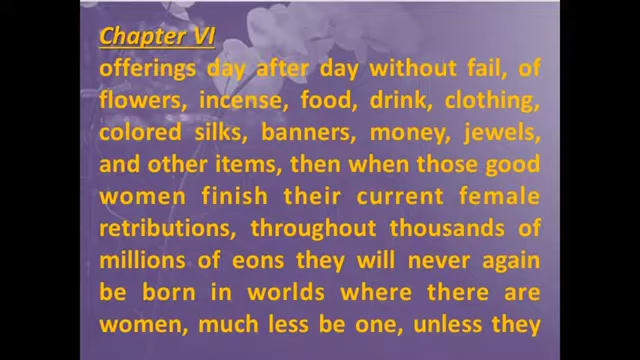 Chapter VI
offerings day after day without fail, of
flowers, incense, food, drink, clothing,
colored silks, banners, money, jewels,
and other items, then when those good
women finish their current female
retributions, throughout thousands of
millions of eons they will never again
be born in worlds where there are
women, much less be one, unless they